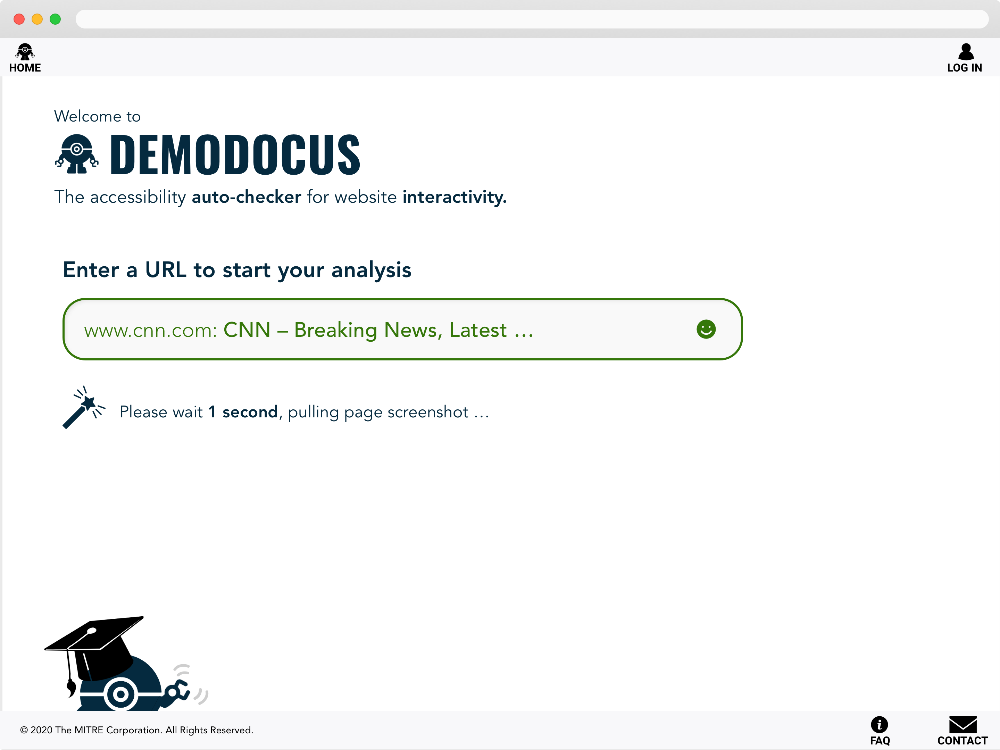 HOME
LOG IN
Welcome to
DEMODOCUS
The accessibility auto-checker for website interactivity.
Enter a URL to start your analysis
www.cnn.com: CNN – Breaking News, Latest …
Please wait 1 second, pulling page screenshot …
© 2020 The MITRE Corporation. All Rights Reserved.
FAQ
CONTACT